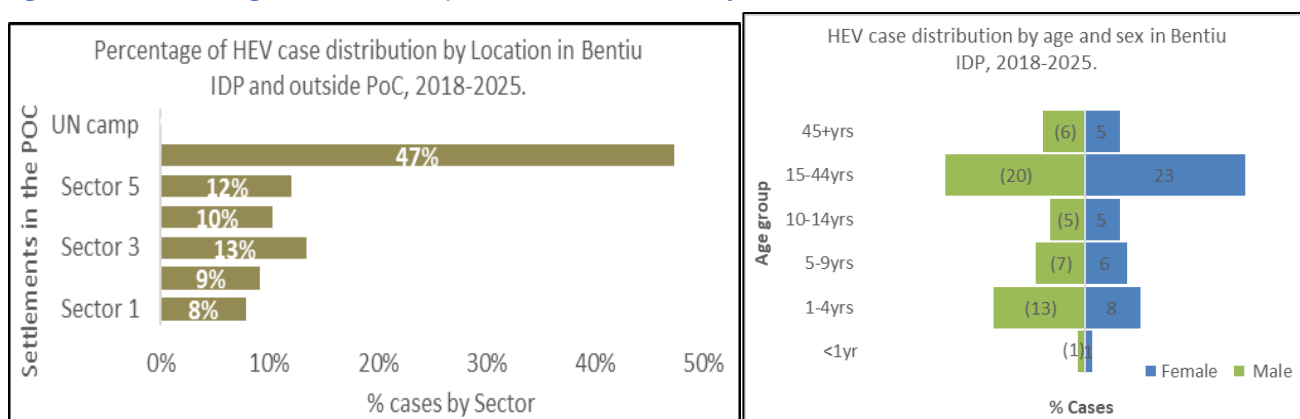 Percentage of HEV case distribution by Location in Bentiu
IDP and outside PoC, 2018-2025.
Settlements in the POC
UN camp
47%
Sector 5
12%
10%
Sector 3
13%
9%
Sector 1
8%
0%
10%
20%
30%
40%
50%
% cases by Sector
HEV case distribution by age and sex in Bentiu
IDP, 2018-2025.
Age group
45+yrs
(6)
5
15-44yrs
(20)
23
10-14yrs
(5)
5
5-9yrs
(7)
6
1-4yrs
(13)
8
<1yr
(1)
1
Female
Male
% Cases